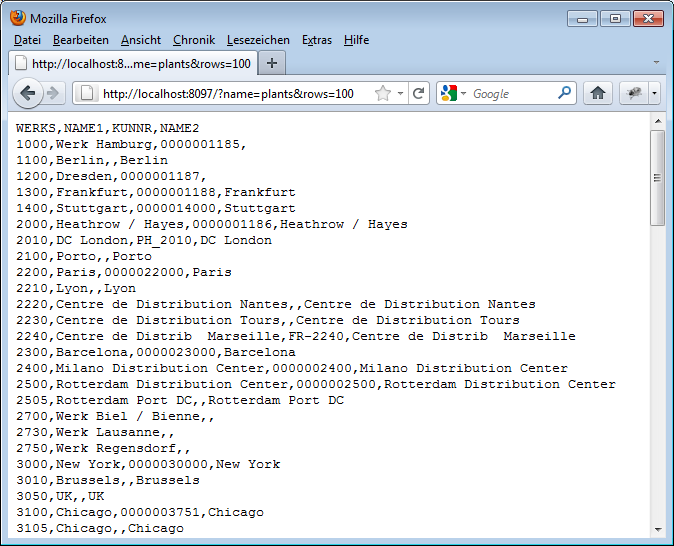 Mozilla Firefox
Datei Bearbeiten Ansicht Chronik Lesezeichen Extras Hilfe
http://localhost:8...me=plants&rows=100
http://localhost:8097/?name=plants&rows=100 Google
WERKS,NAME1,KUNNR,NAME2
1000,Werk Hamburg,0000001185,
1100,Berlin,,Berlin
1200,Dresden,0000001187,
1300,Frankfurt,0000001188,Frankfurt
1400,Stuttgart,0000014000,Stuttgart
2000,Heathrow / Hayes,0000001186,Heathrow / Hayes
2010,DC London,PH_2010,DC London
2100,Porto,,Porto
2200,Paris,0000022000,Paris
2210,Lyon,,Lyon
2220,Centre de Distribution Nantes,,Centre de Distribution Nantes
2230,Centre de Distribution Tours,,Centre de Distribution Tours
2240,Centre de Distrib  Marseille,FR-2240,Centre de Distrib  Marseille
2300,Barcelona,0000023000,Barcelona
2400,Milano Distribution Center,0000002400,Milano Distribution Center
2500,Rotterdam Distribution Center,0000002500,Rotterdam Distribution Center
2505,Rotterdam Port DC,,Rotterdam Port DC
2700,Werk Biel / Bienne,,
2730,Werk Lausanne,,
2750,Werk Regensdorf,,
3000,New York,0000030000,New York
3010,Brussels,,Brussels
3050,UK,,UK
3100,Chicago,0000003751,Chicago
3105,Chicago,,Chicago